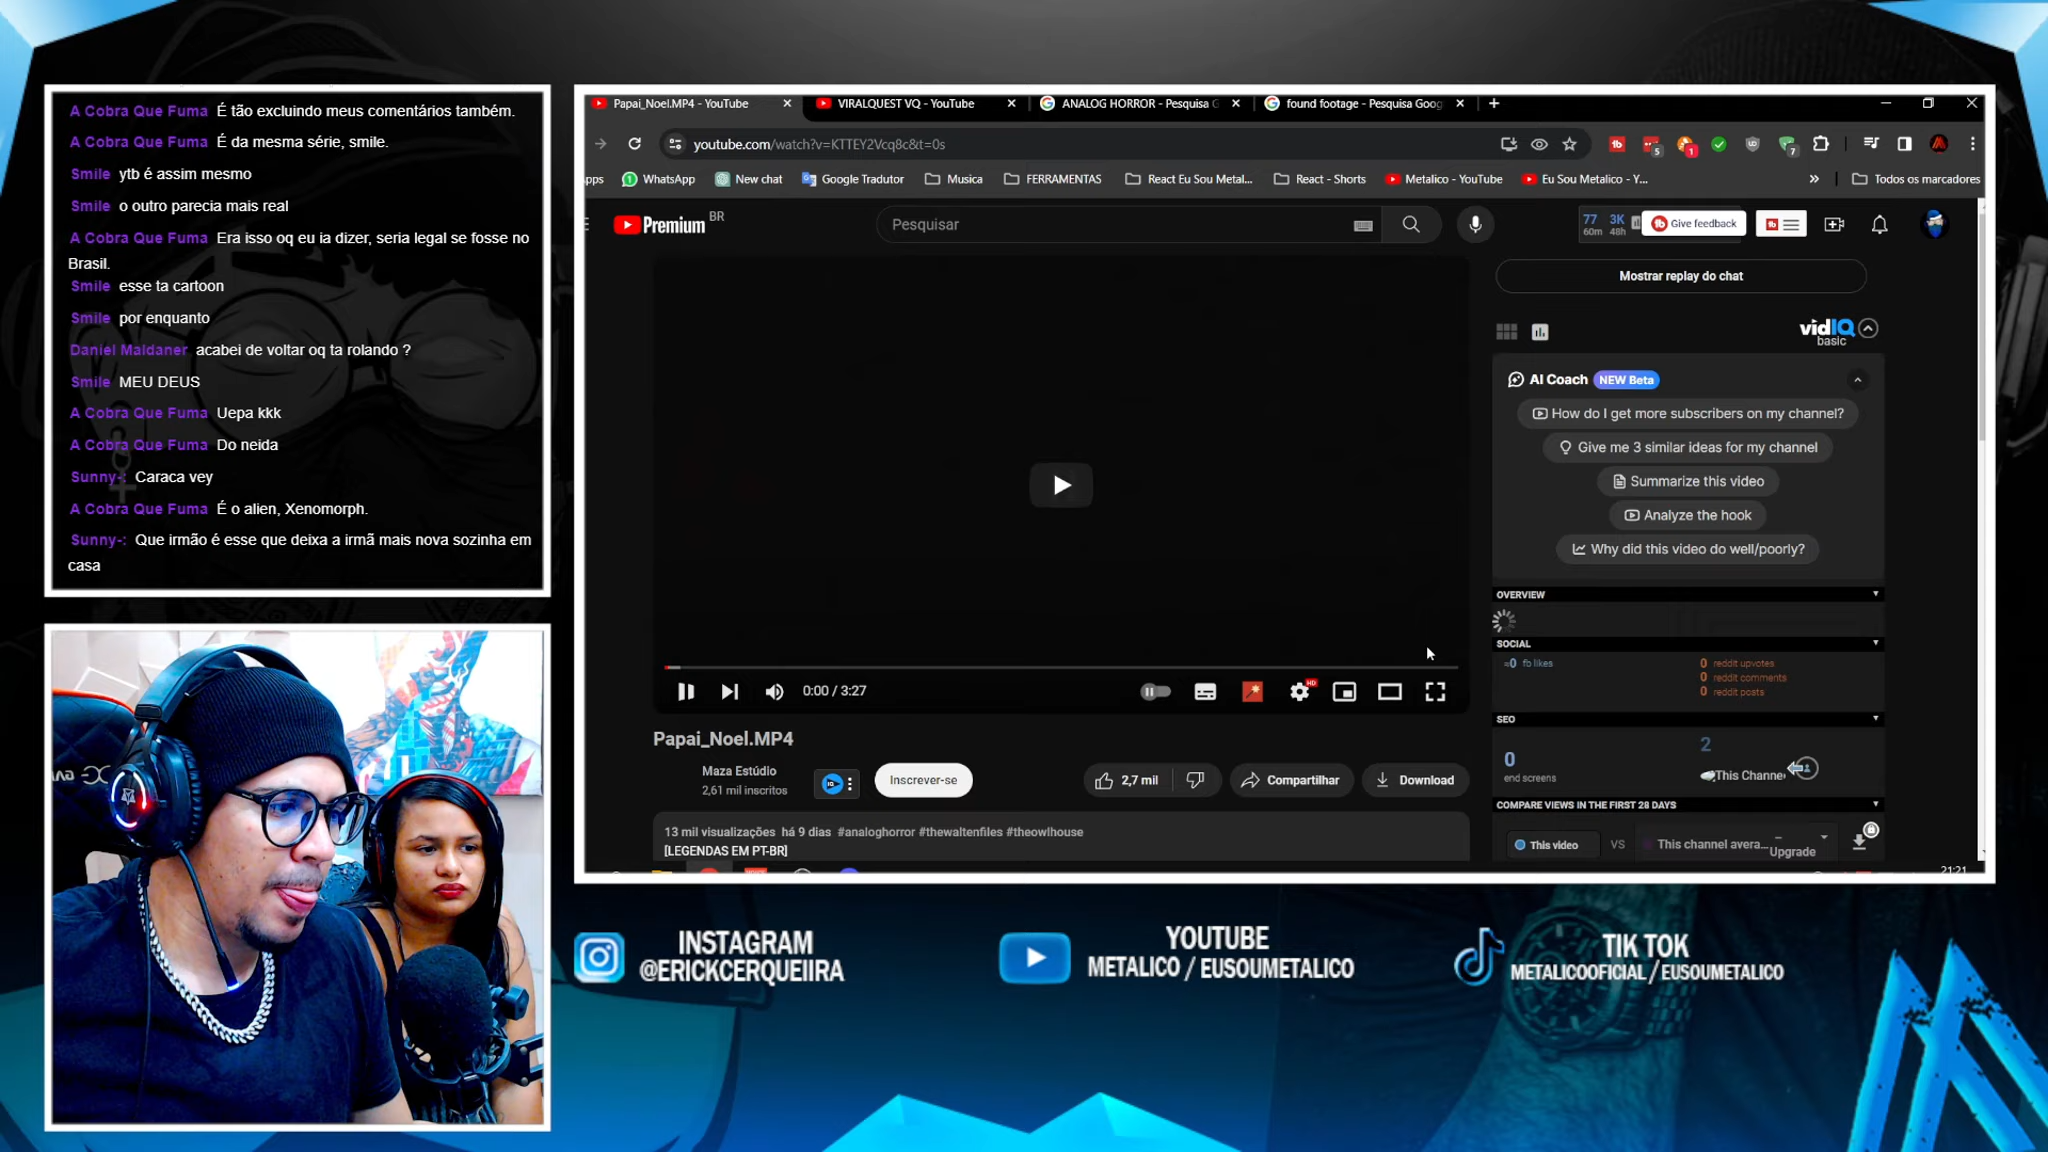 A Cobra Que Fuma É tão excluindo meus comentários também.
A Cobra Que Fuma É da mesma série, smile.
Smile ytb é assim mesmo
Smile o outro parecia mais real
A Cobra Que Fuma Era isso oq eu ia dizer, seria legal se fosse no
Brasil.
Smile esse ta cartoon
Smile por enquanto
Daniel Maldaner acabei de voltar oq ta rolando ?
Smile MEU DEUS
A Cobra Que Fuma Uepa kkk
A Cobra Que Fuma Do neida
Sunny-: Caraca vey
A Cobra Que Fuma É o alien, Xenomorph.
Sunny-: Que irmão é esse que deixa a irmã mais nova sozinha em
casa
Papai_Noel.MP4 - YouTube
VIRALQUEST VQ - YouTube
ANALOG HORROR - Pesquisa G
found footage - Pesquisa Goog
youtube.com/watch?v=KTTEY2Vcq8c&t=0s
pps WhatsApp New chat Google Tradutor Musica FERRAMENTAS React Eu Sou Metal... React - Shorts Metalico - YouTube Eu Sou Metalico - Y... » Todos os marcadores
Premium BR
Pesquisar
77 3K
60m 48h
Give feedback
Mostrar replay do chat
vidIQ
basic
AI Coach NEW Beta
How do I get more subscribers on my channel?
Give me 3 similar ideas for my channel
Summarize this video
Analyze the hook
Why did this video do well/poorly?
OVERVIEW
SOCIAL
≈0 fb likes
0 reddit upvotes
0 reddit comments
0 reddit posts
SEO
0
end screens
2
This Channe
COMPARE VIEWS IN THE FIRST 28 DAYS
This video VS This channel avera...
Upgrade
0:00 / 3:27
HD
Papai_Noel.MP4
Maza Estúdio
2,61 mil inscritos
Inscrever-se
2,7 mil
Compartilhar
Download
13 mil visualizações há 9 dias #analoghorror #thewaltenfiles #theowlhouse
[LEGENDAS EM PT-BR]
21:21
INSTAGRAM
@ERICKCERQUEIIRA
YOUTUBE
METALICO / EUSOUMETALICO
TIK TOK
METALICOOFICIAL / EUSOUMETALICO